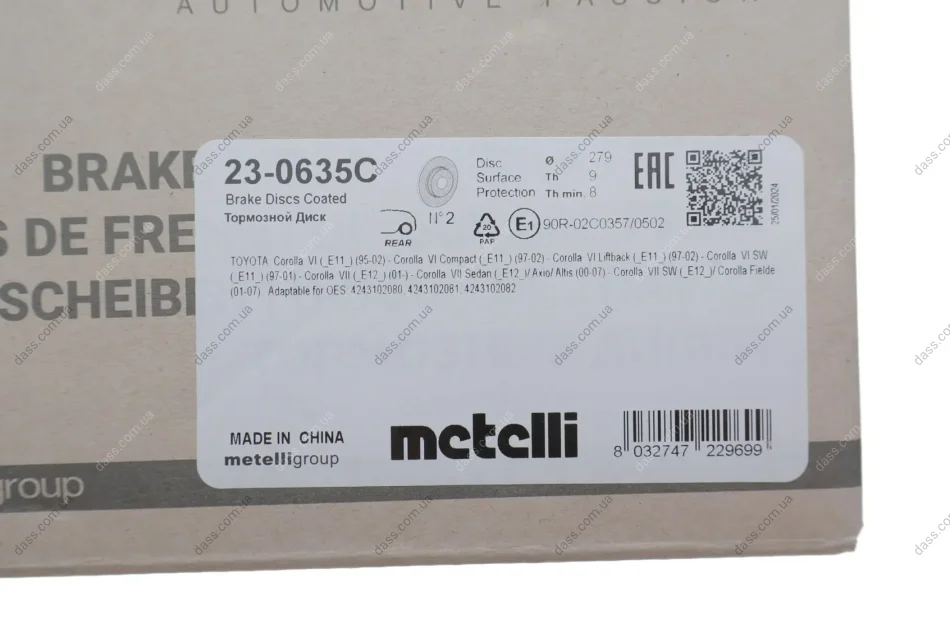 AUTOMOTIVE PASSION
BRAKE
S DE FRE
SCHEIBE
23-0635C
Brake Discs Coated
Тормозной Диск
REAR
N° 2
Disc
Surface
Protection
ø 279
Th 9
Th min. 8
20
PAP
E1 90R-02C0357/0502
EAC
25/01/2024
TOYOTA Corolla VI (_E11_) (95-02) - Corolla VI Compact (_E11_) (97-02) - Corolla VI Liftback (_E11_) (97-02) - Corolla VI SW
(_E11_) (97-01) - Corolla VII (_E12_) (01-) - Corolla VII Sedan (_E12_)/ Axio/ Altis (00-07) - Corolla VII SW (_E12_)/ Corolla Fielde
(01-07) Adaptable for OES: 4243102080, 4243102081, 4243102082
MADE IN CHINA
metelligroup
metelli
8 032747 229699
group
dass.com.ua